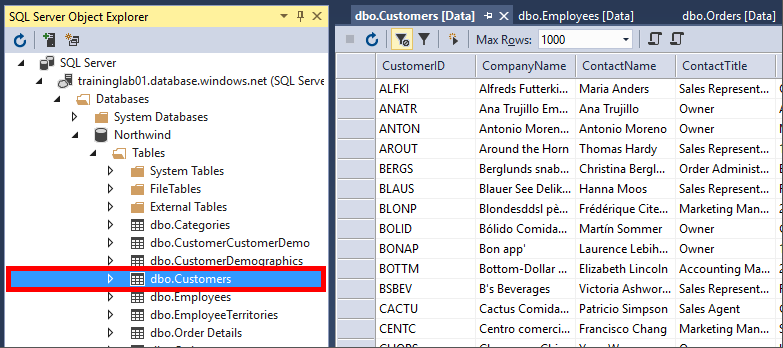 SQL Server Object Explorer
SQL Server
traininglab01.database.windows.net (SQL Serve
Databases
System Databases
Northwind
Tables
System Tables
FileTables
External Tables
dbo.Categories
dbo.CustomerCustomerDemo
dbo.CustomerDemographics
dbo.Customers
dbo.Employees
dbo.EmployeeTerritories
dbo.Order Details
dbo.Customers [Data] dbo.Employees [Data] dbo.Orders [Data]
Max Rows: 1000
CustomerID CompanyName ContactName ContactTitle
ALFKI Alfreds Futterki... Maria Anders Sales Represent...
ANATR Ana Trujillo Em... Ana Trujillo Owner
ANTON Antonio Moren... Antonio Moreno Owner
AROUT Around the Horn Thomas Hardy Sales Represent...
BERGS Berglunds snab... Christina Bergl... Order Administ...
BLAUS Blauer See Delik... Hanna Moos Sales Represent...
BLONP Blondesddsl pè... Frédérique Cite... Marketing Man...
BOLID Bólido Comida... Martín Sommer Owner
BONAP Bon app' Laurence Lebih... Owner
BOTTM Bottom-Dollar ... Elizabeth Lincoln Accounting Ma...
BSBEV B's Beverages Victoria Ashwor... Sales Represent...
CACTU Cactus Comidas... Patricio Simpson Sales Agent
CENTC Centro comerci... Francisco Chang Marketing Man...